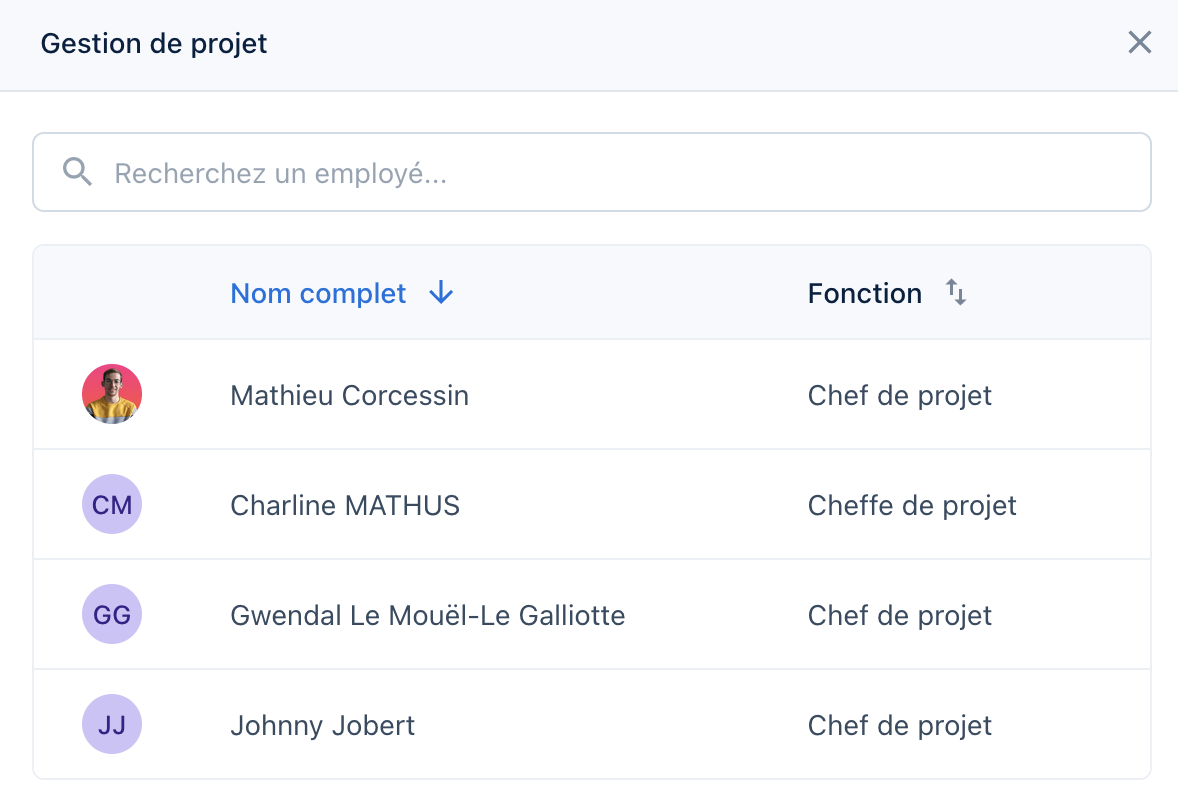 Gestion de projet
Recherchez un employé...
Nom complet Fonction
Mathieu Corcessin Chef de projet
CM Charline MATHUS Cheffe de projet
GG Gwendal Le Mouël-Le Galliotte Chef de projet
JJ Johnny Jobert Chef de projet